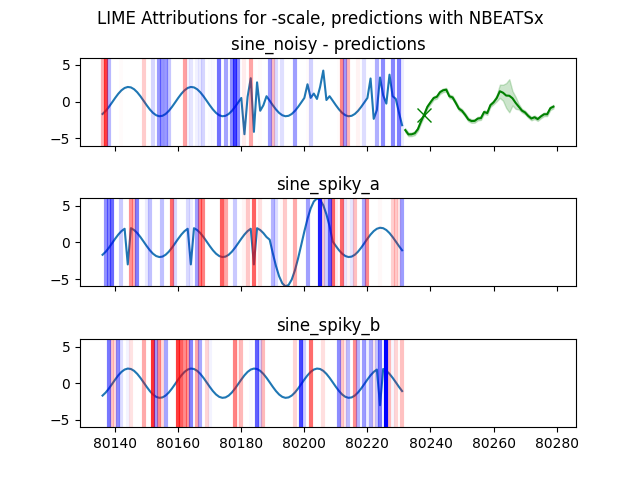 LIME Attributions for -scale, predictions with NBEATSx
sine_noisy - predictions
5
0
−5
sine_spiky_a
5
0
−5
sine_spiky_b
5
0
−5
80140 80160 80180 80200 80220 80240 80260 80280